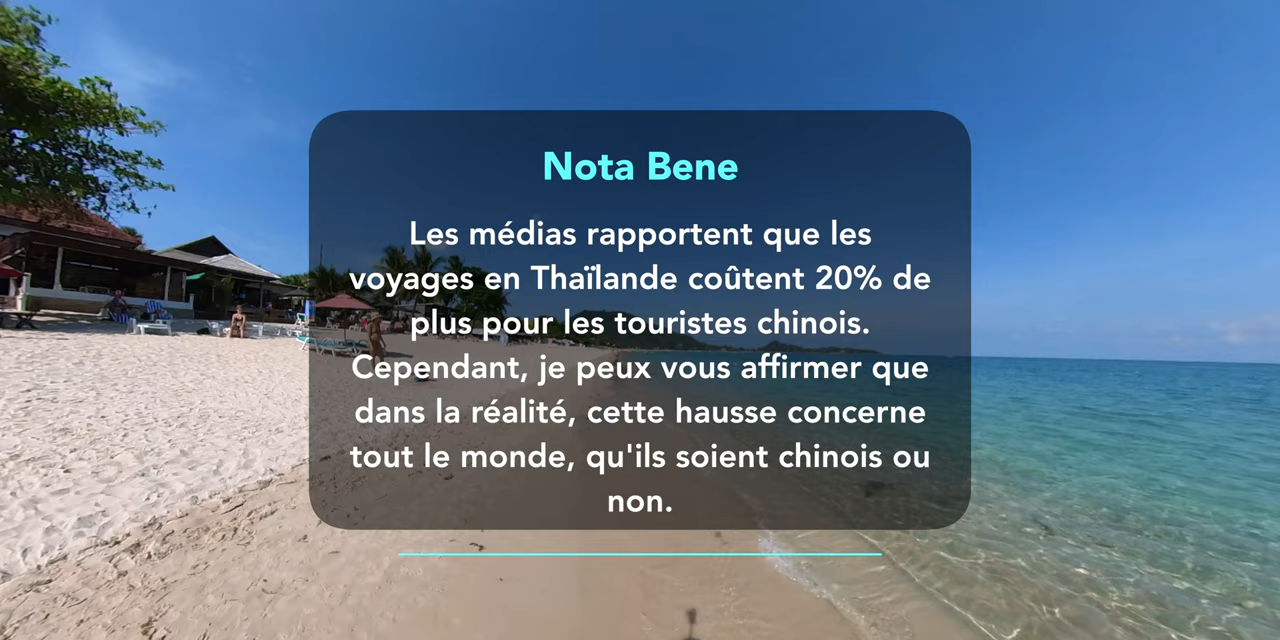 Nota Bene
Les médias rapportent que les
voyages en Thaïlande coûtent 20% de
plus pour les touristes chinois.
Cependant, je peux vous affirmer que
dans la réalité, cette hausse concerne
tout le monde, qu'ils soient chinois ou
non.